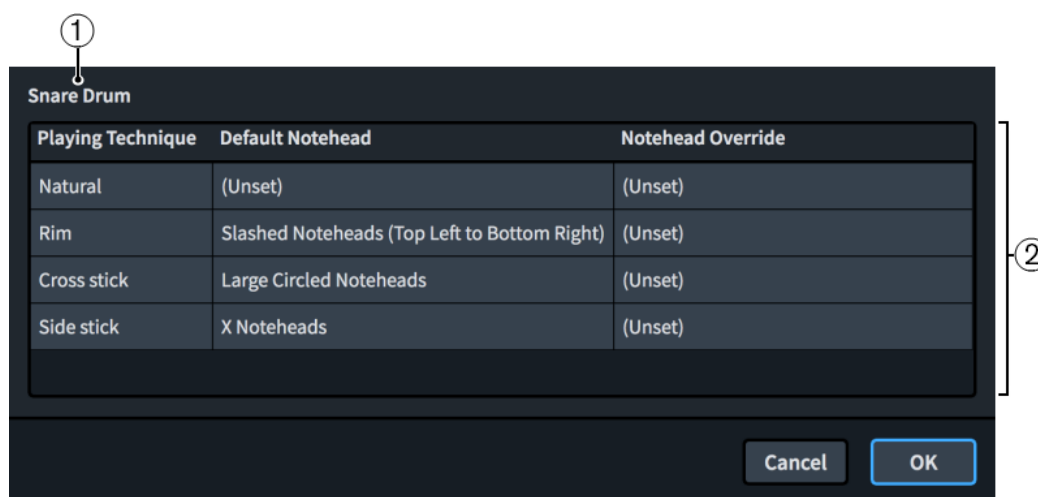 1
Snare Drum
Playing Technique Default Notehead Notehead Override
Natural (Unset) (Unset)
Rim Slashed Noteheads (Top Left to Bottom Right) (Unset)
2
Cross stick Large Circled Noteheads (Unset)
Side stick X Noteheads (Unset)
Cancel OK